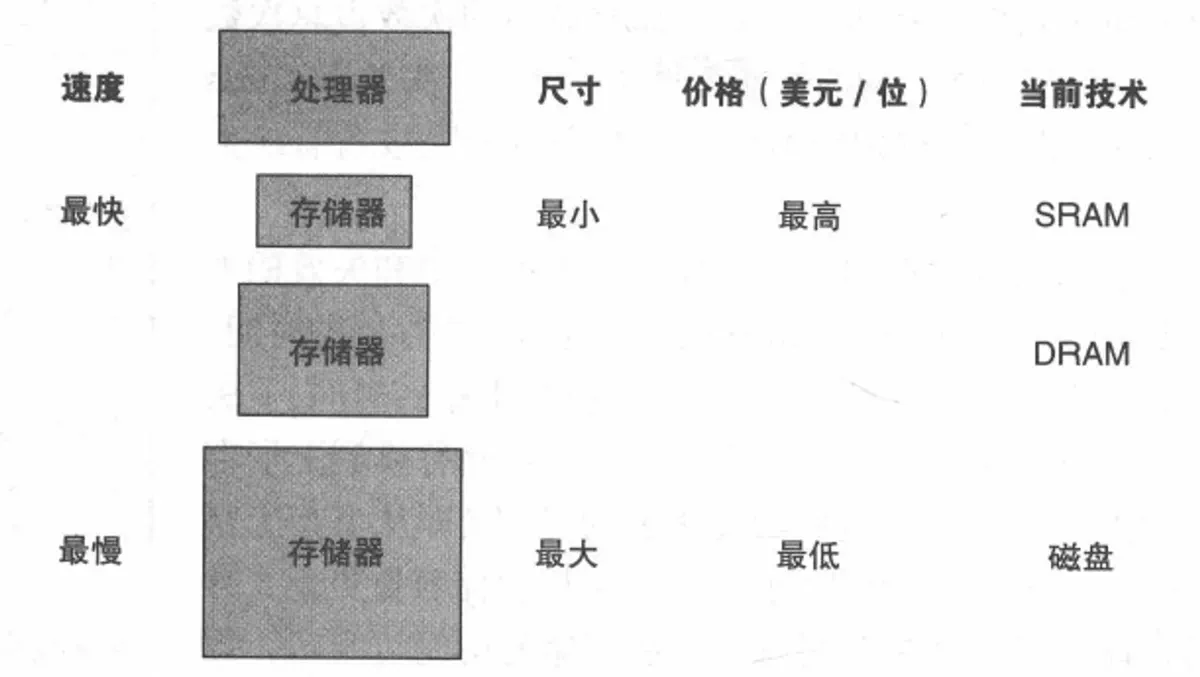 速度 处理器 尺寸 价格（美元/位） 当前技术
最快 存储器 最小 最高 SRAM
存储器 DRAM
最慢 存储器 最大 最低 磁盘